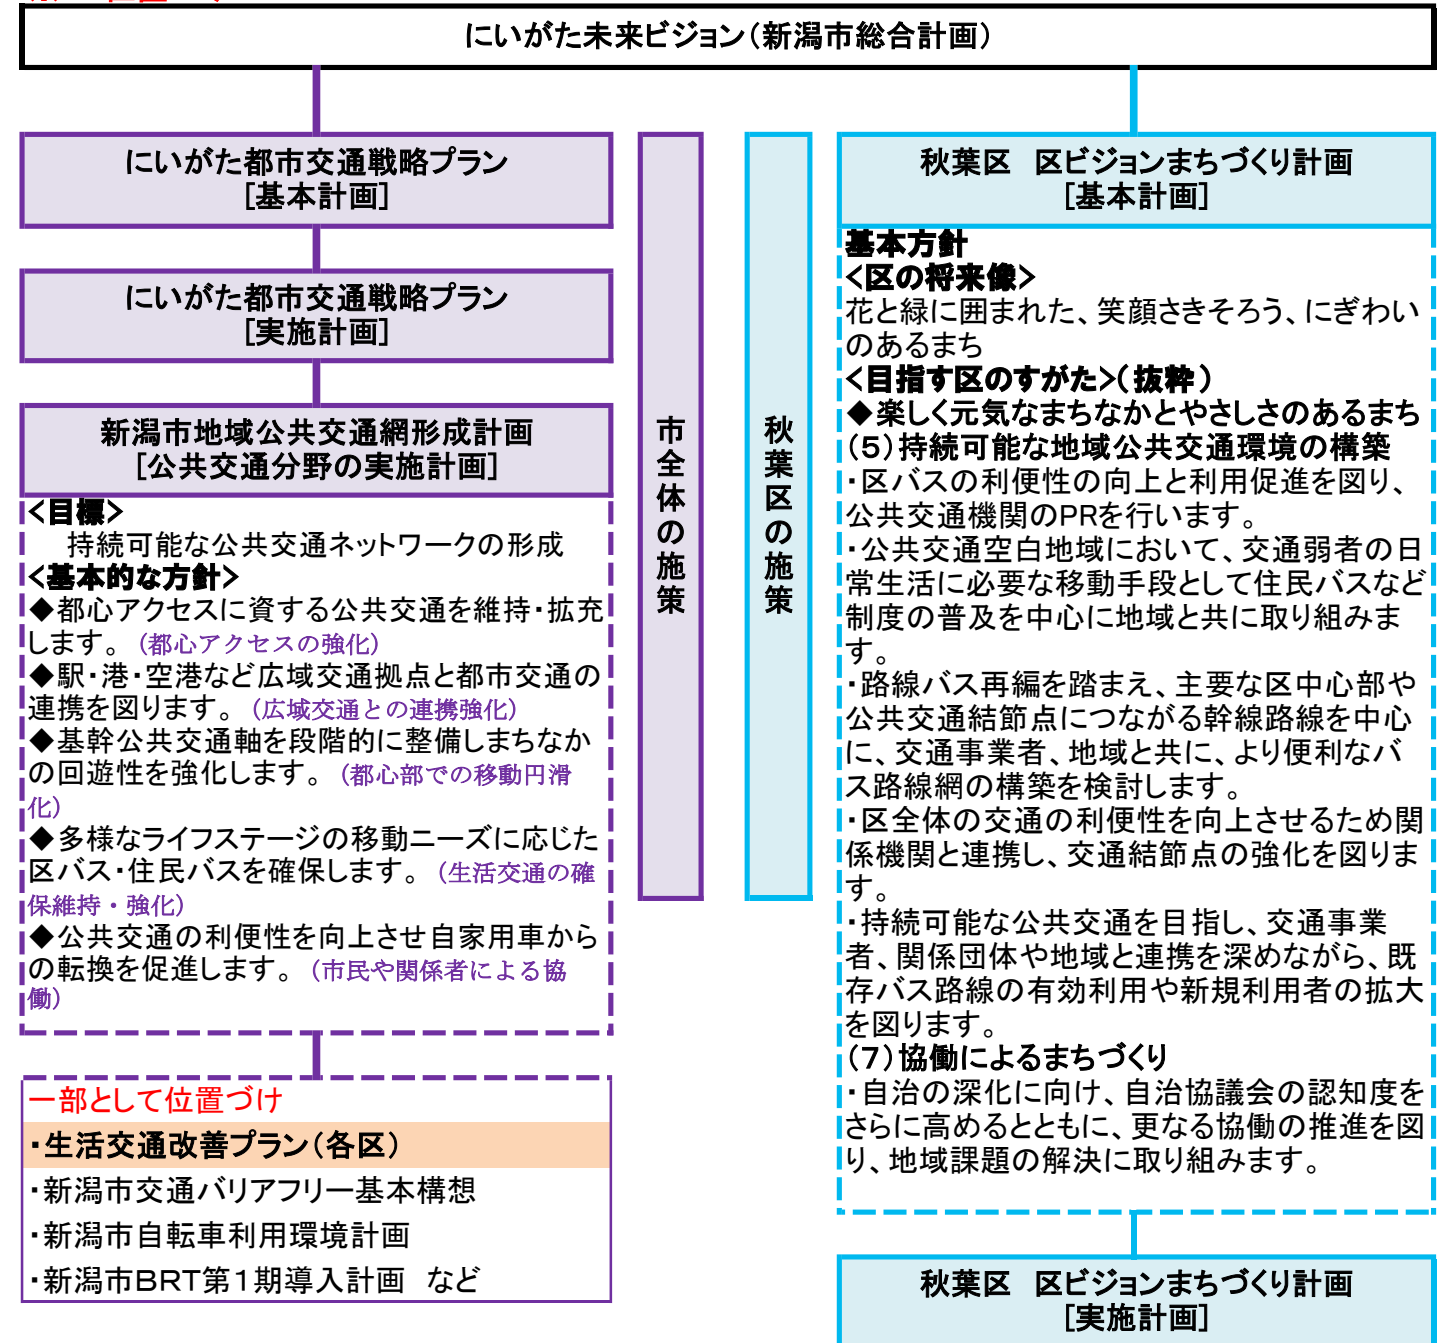 にいがた未来ビジョン（新潟市総合計画）
にいがた都市交通戦略プラン
［基本計画］
にいがた都市交通戦略プラン
［実施計画］
新潟市地域公共交通網形成計画
［公共交通分野の実施計画］
<目標>
持続可能な公共交通ネットワークの形成
<基本的な方針>
◆都心アクセスに資する公共交通を維持・拡充
します。（都心アクセスの強化）
◆駅・港・空港など広域交通拠点と都市交通の
連携を図ります。（広域交通との連携強化）
◆基幹公共交通軸を段階的に整備しまちなか
の回遊性を強化します。（都心部での移動円滑
化）
◆多様なライフステージの移動ニーズに応じた
区バス・住民バスを確保します。（生活交通の確
保維持・強化）
◆公共交通の利便性を向上させ自家用車から
の転換を促進します。（市民や関係者による協
働）
一部として位置づけ
・生活交通改善プラン（各区）
・新潟市交通バリアフリー基本構想
・新潟市自転車利用環境計画
・新潟市BRT第１期導入計画　など
市全体の施策
秋葉区の施策
秋葉区　区ビジョンまちづくり計画
［基本計画］
基本方針
<区の将来像>
花と緑に囲まれた、笑顔さきそろう、にぎわい
のあるまち
<目指す区のすがた>（抜粋）
◆楽しく元気なまちなかとやさしさのあるまち
（５）持続可能な地域公共交通環境の構築
・区バスの利便性の向上と利用促進を図り、
公共交通機関のPRを行います。
・公共交通空白地域において、交通弱者の日
常生活に必要な移動手段として住民バスなど
制度の普及を中心に地域と共に取り組みま
す。
・路線バス再編を踏まえ、主要な区中心部や
公共交通結節点につながる幹線路線を中心
に、交通事業者、地域と共に、より便利なバ
ス路線網の構築を検討します。
・区全体の交通の利便性を向上させるため関
係機関と連携し、交通結節点の強化を図りま
す。
・持続可能な公共交通を目指し、交通事業
者、関係団体や地域と連携を深めながら、既
存バス路線の有効利用や新規利用者の拡大
を図ります。
（７）協働によるまちづくり
・自治の深化に向け、自治協議会の認知度を
さらに高めるとともに、更なる協働の推進を図
り、地域課題の解決に取り組みます。
秋葉区　区ビジョンまちづくり計画
［実施計画］